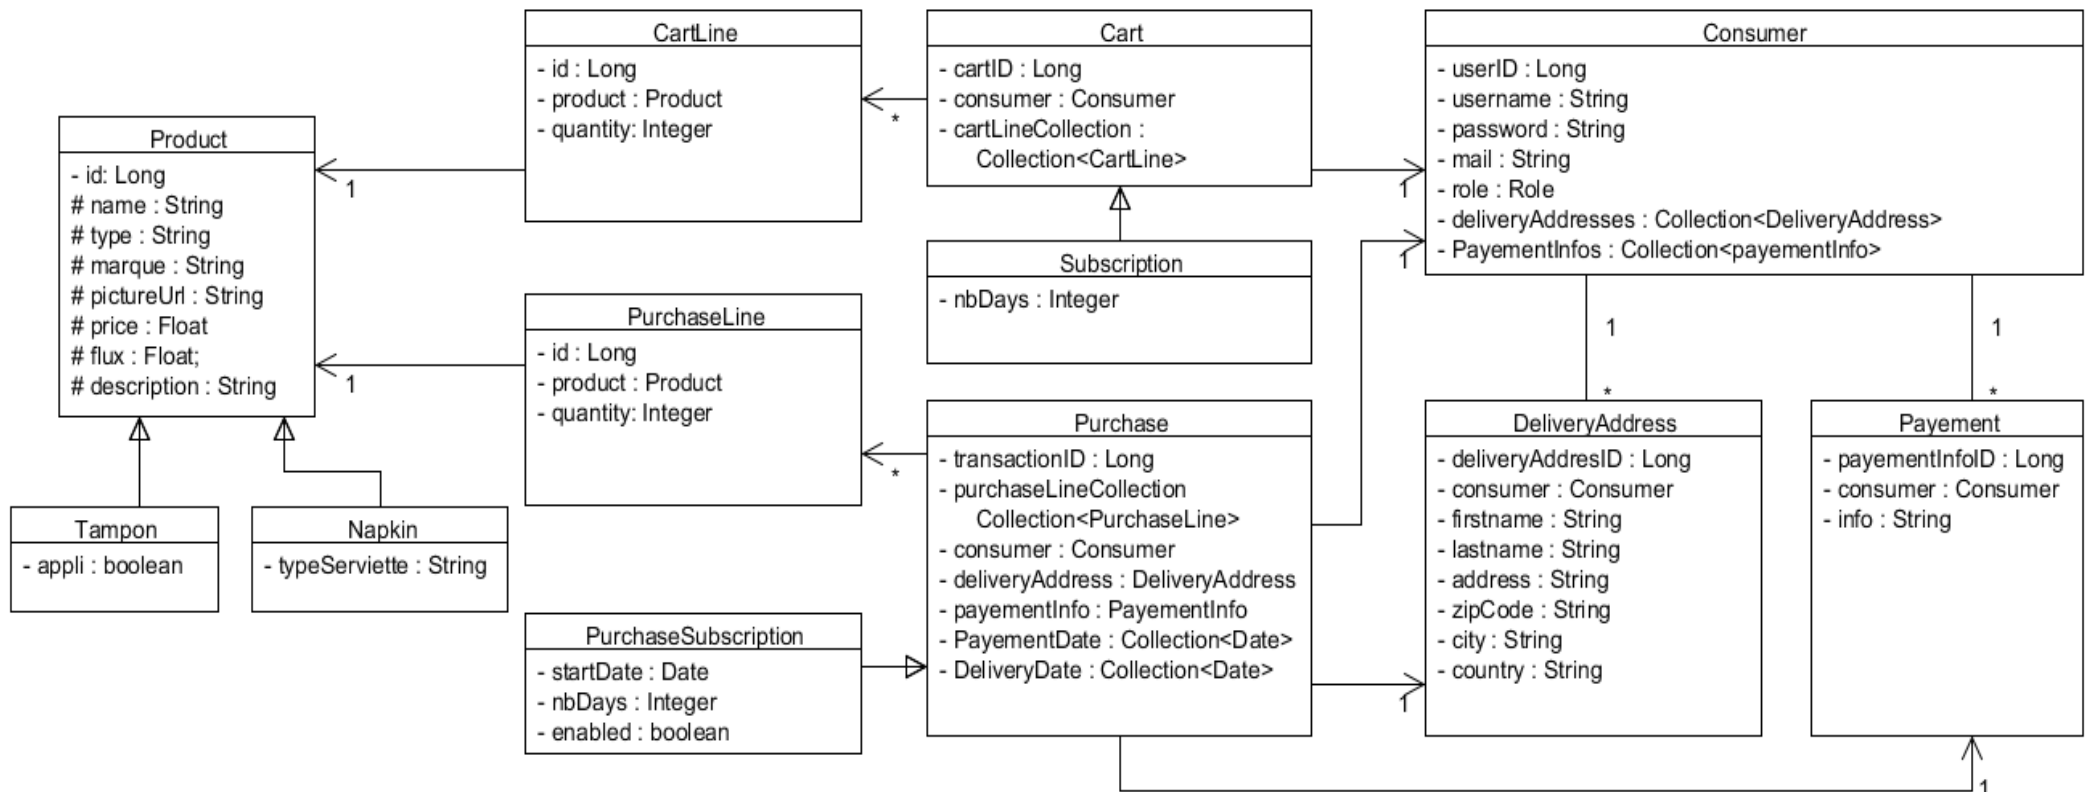 CartLine
- id : Long
- product : Product
- quantity: Integer
Cart
- cartID : Long
- consumer : Consumer
- cartLineCollection :
Collection<CartLine>
Consumer
- userID : Long
- username : String
- password : String
- mail : String
- role : Role
- deliveryAddresses : Collection<DeliveryAddress>
- PayementInfos : Collection<payementInfo>
Product
- id: Long
# name : String
# type : String
# marque : String
# pictureUrl : String
# price : Float
# flux : Float;
# description : String
*
1
1
1
Subscription
- nbDays : Integer
PurchaseLine
- id : Long
- product : Product
- quantity: Integer
1
1
1
*
*
*
Purchase
- transactionID : Long
- purchaseLineCollection
Collection<PurchaseLine>
- consumer : Consumer
- deliveryAddress : DeliveryAddress
- payementInfo : PayementInfo
- PayementDate : Collection<Date>
- DeliveryDate : Collection<Date>
DeliveryAddress
- deliveryAddresID : Long
- consumer : Consumer
- firstname : String
- lastname : String
- address : String
- zipCode : String
- city : String
- country : String
Payement
- payementInfoID : Long
- consumer : Consumer
- info : String
Tampon
- appli : boolean
Napkin
- typeServiette : String
PurchaseSubscription
- startDate : Date
- nbDays : Integer
- enabled : boolean
1
1